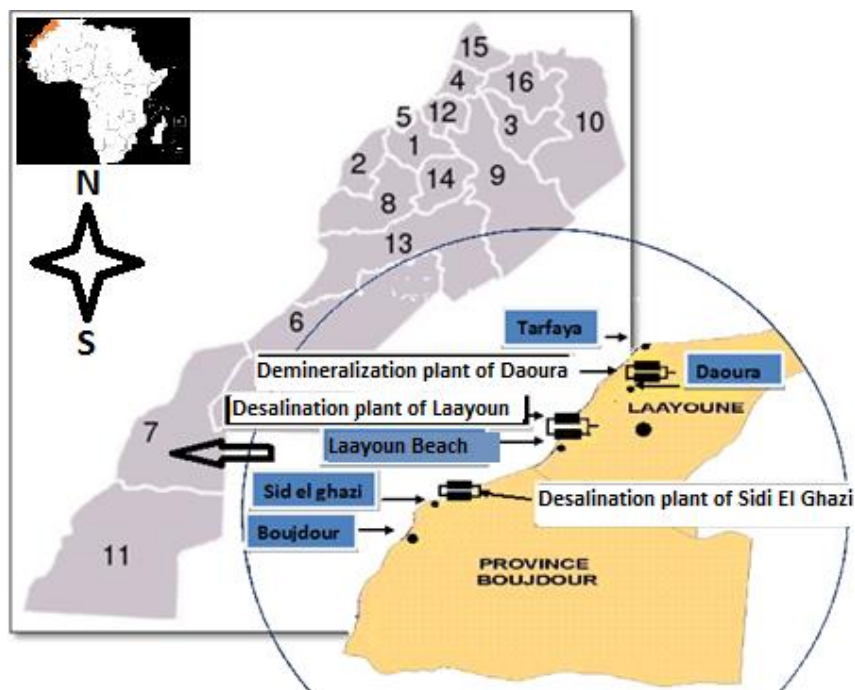 N
S
15
4
16
5
12
3
10
1
2
14
9
8
13
6
7
11
Tarfaya
Demineralization plant of Daoura
Daoura
Desalination plant of Laayoun
LAAYOUNE
Laayoun Beach
Sid el ghazi
Desalination plant of Sidi El Ghazi
Boujdour
PROVINCE
BOUJDOUR